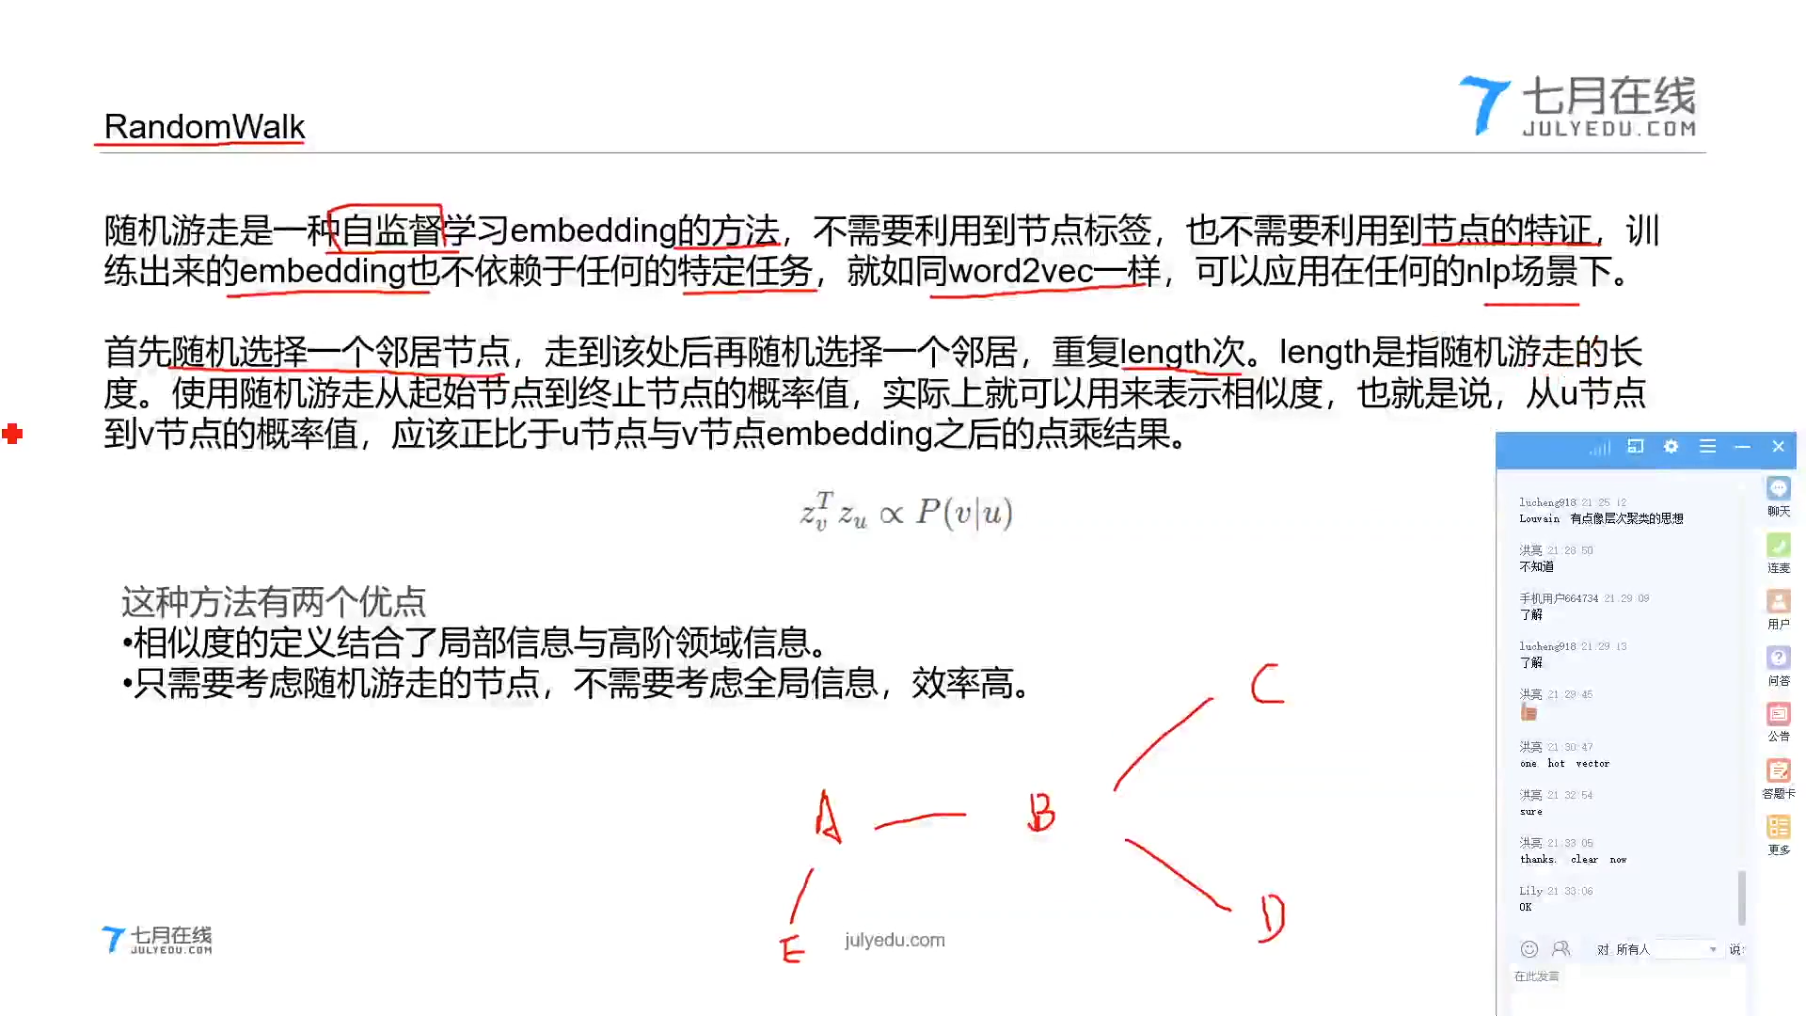 七月在线
JULYEDU.COM
RandomWalk
随机游走是一种自监督学习embedding的方法，不需要利用到节点标签，也不需要利用到节点的特证，训
练出来的embedding也不依赖于任何的特定任务，就如同word2vec一样，可以应用在任何的nlp场景下。
首先随机选择一个邻居节点，走到该处后再随机选择一个邻居，重复length次。length是指随机游走的长
度。使用随机游走从起始节点到终止节点的概率值，实际上就可以用来表示相似度，也就是说，从u节点
到v节点的概率值，应该正比于u节点与v节点embedding之后的点乘结果。
z_v^T z_u ∝ P(v|u)
这种方法有两个优点
•相似度的定义结合了局部信息与高阶领域信息。
•只需要考虑随机游走的节点，不需要考虑全局信息，效率高。
C
A
B
D
E
七月在线
JULYEDU.COM
julyedu.com
lucheng918 21:25:12
Louvain 有点像层次聚类的思想
洪亮 21:28:50
不知道
手机用户664734 21:29:09
了解
lucheng918 21:29:13
了解
洪亮 21:29:45
洪亮 21:30:47
one hot vector
洪亮 21:32:54
sure
洪亮 21:33:05
thanks. clear now
Lily 21:33:06
OK
对 所有人 说:
在此发言
聊天
连麦
用户
问答
公告
答题卡
更多